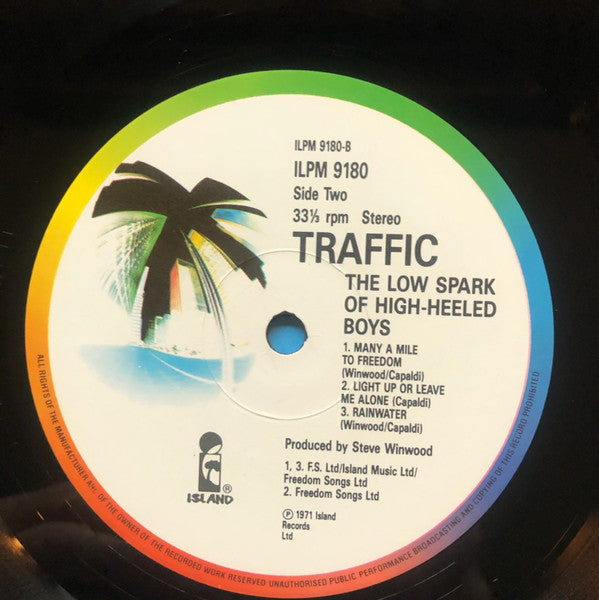 ILPM 9180-B
ILPM 9180
Side Two
33⅓ rpm Stereo
TRAFFIC
THE LOW SPARK
OF HIGH-HEELED
BOYS
1. MANY A MILE
TO FREEDOM
(Winwood/Capaldi)
2. LIGHT UP OR LEAVE
ME ALONE (Capaldi)
3. RAINWATER
(Winwood/Capaldi)
Produced by Steve Winwood
1, 3. F.S. Ltd/Island Music Ltd/
Freedom Songs Ltd
2. Freedom Songs Ltd
℗ 1971 Island
Records
Ltd
i
ISLAND ®
ALL RIGHTS OF THE MANUFACTURER AND OF THE OWNER OF THE RECORDED WORK RESERVED UNAUTHORISED PUBLIC PERFORMANCE BROADCASTING AND COPYING OF THIS RECORD PROHIBITED